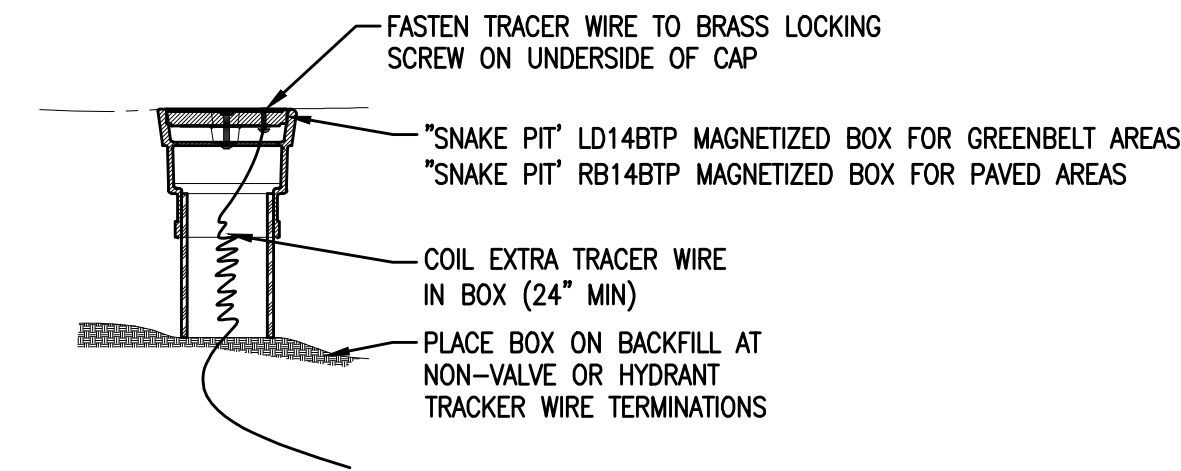 FASTEN TRACER WIRE TO BRASS LOCKING
SCREW ON UNDERSIDE OF CAP
"SNAKE PIT' LD14BTP MAGNETIZED BOX FOR GREENBELT AREAS
"SNAKE PIT' RB14BTP MAGNETIZED BOX FOR PAVED AREAS
COIL EXTRA TRACER WIRE
IN BOX (24" MIN)
PLACE BOX ON BACKFILL AT
NON-VALVE OR HYDRANT
TRACKER WIRE TERMINATIONS